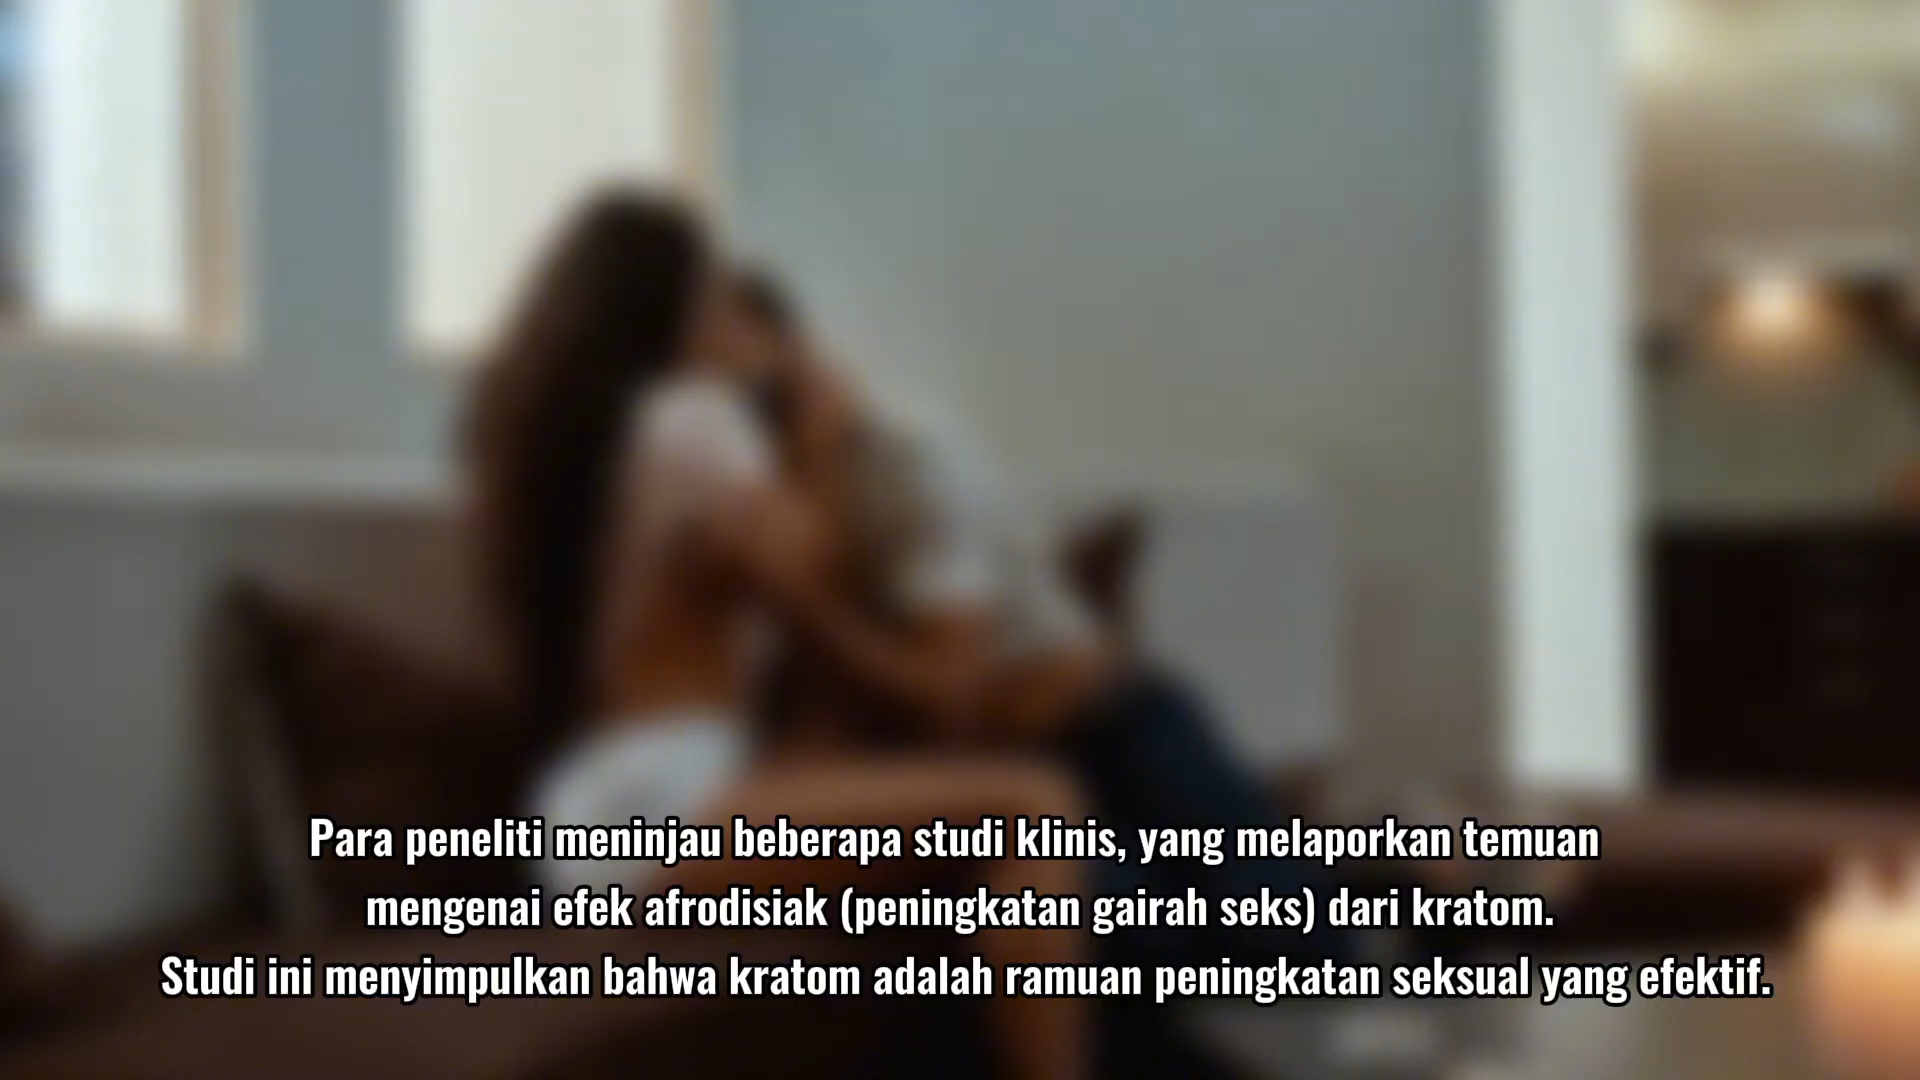 Para peneliti meninjau beberapa studi klinis, yang melaporkan temuan
mengenai efek afrodisiak (peningkatan gairah seks) dari kratom.
Studi ini menyimpulkan bahwa kratom adalah ramuan peningkatan seksual yang efektif.